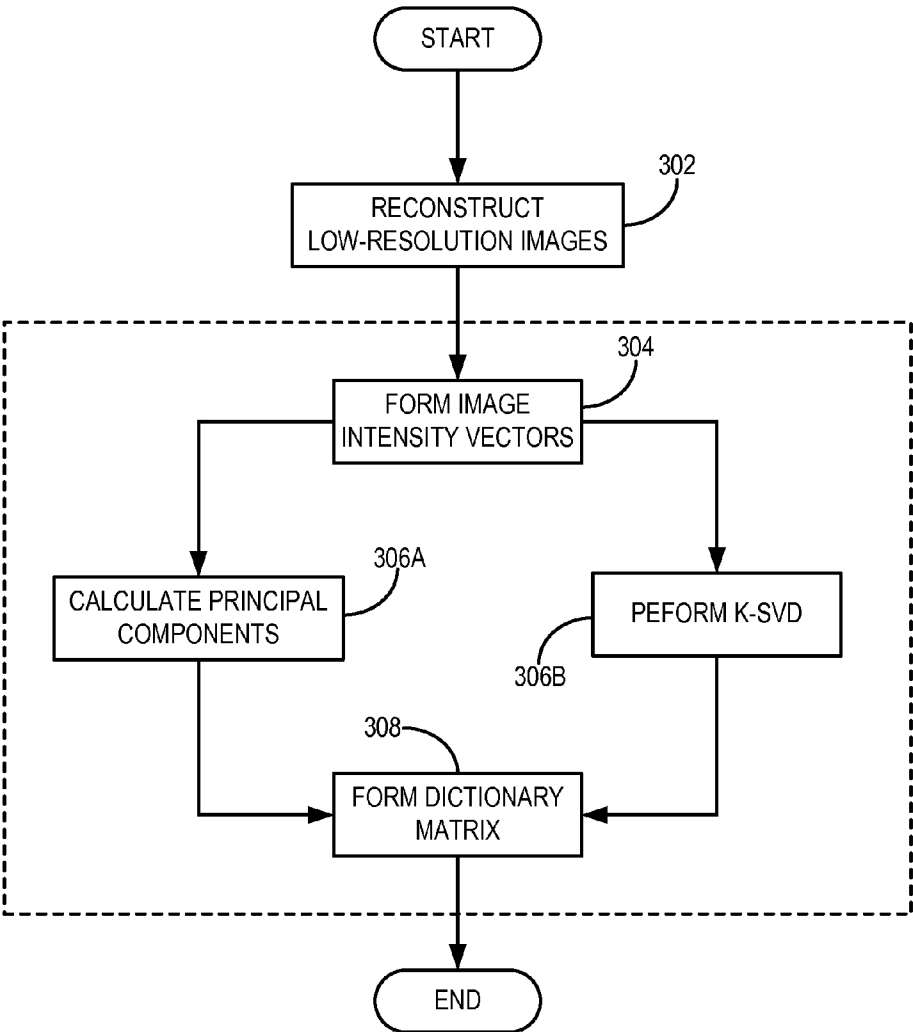 START
302
RECONSTRUCT
LOW-RESOLUTION IMAGES
304
FORM IMAGE
INTENSITY VECTORS
306A
CALCULATE PRINCIPAL
COMPONENTS
PEFORM K-SVD
306B
308
FORM DICTIONARY
MATRIX
END